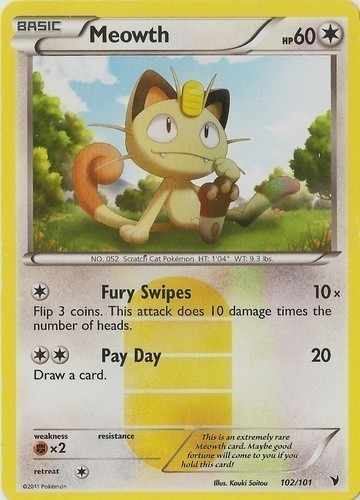 BASIC
Meowth
HP60
NO. 052 Scratch Cat Pokémon HT: 1'04" WT: 9.3 lbs.
Fury Swipes 10×
Flip 3 coins. This attack does 10 damage times the
number of heads.
Pay Day 20
Draw a card.
weakness resistance
×2
retreat
This is an extremely rare
Meowth card. Maybe good
fortune will come to you if you
hold this card!
©2011 Pokémon
Illus. Kouki Saitou 102/101